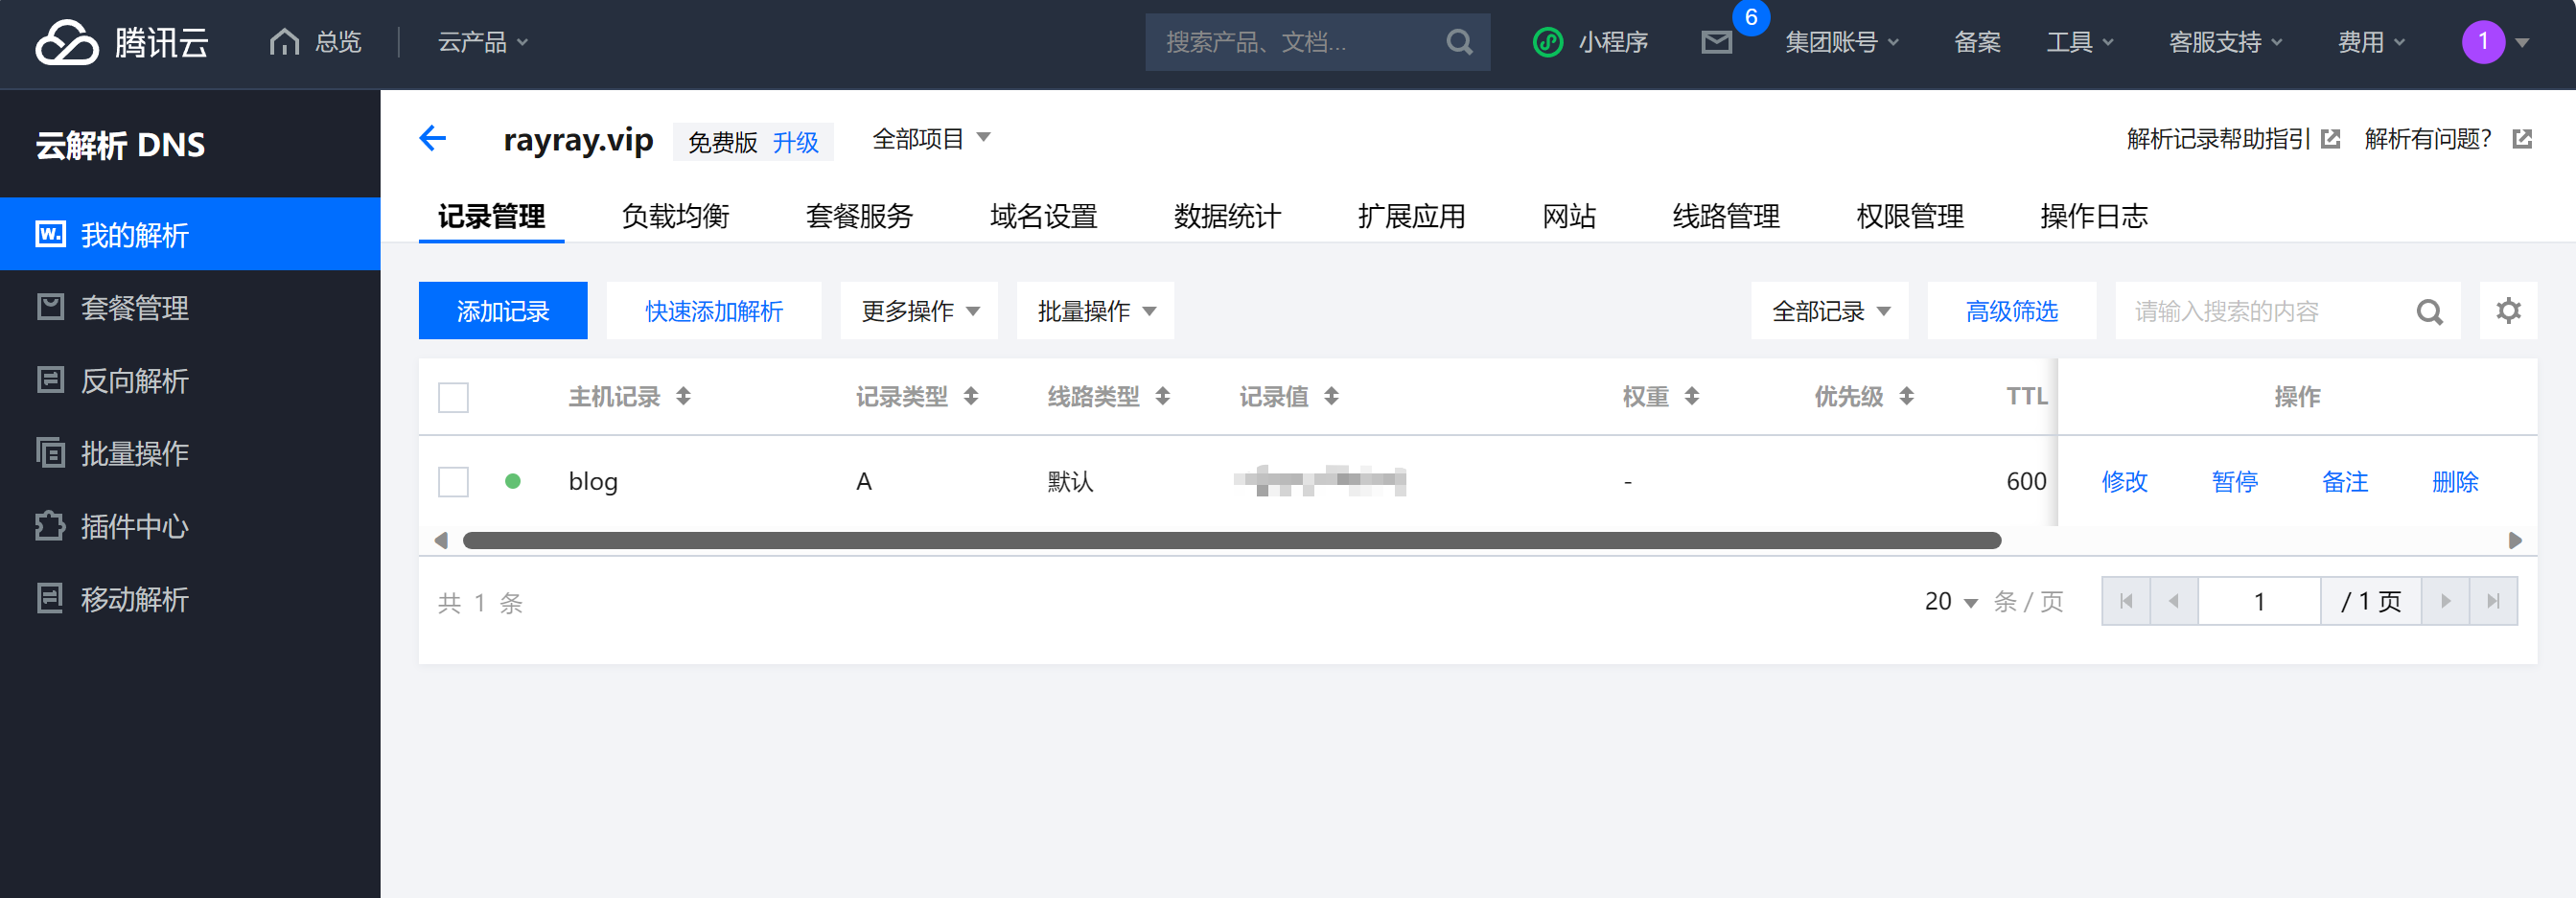 腾讯云 总览 云产品 搜索产品、文档... 小程序 6 集团账号 备案 工具 客服支持 费用 1
云解析 DNS
我的解析
套餐管理
反向解析
批量操作
插件中心
移动解析
rayray.vip 免费版 升级 全部项目 解析记录帮助指引 解析有问题?
记录管理 负载均衡 套餐服务 域名设置 数据统计 扩展应用 网站 线路管理 权限管理 操作日志
添加记录 快速添加解析 更多操作 批量操作 全部记录 高级筛选 请输入搜索的内容
主机记录 记录类型 线路类型 记录值 权重 优先级 TTL 操作
blog A 默认 - 600 修改 暂停 备注 删除
共 1 条 20 条 / 页 1 / 1 页